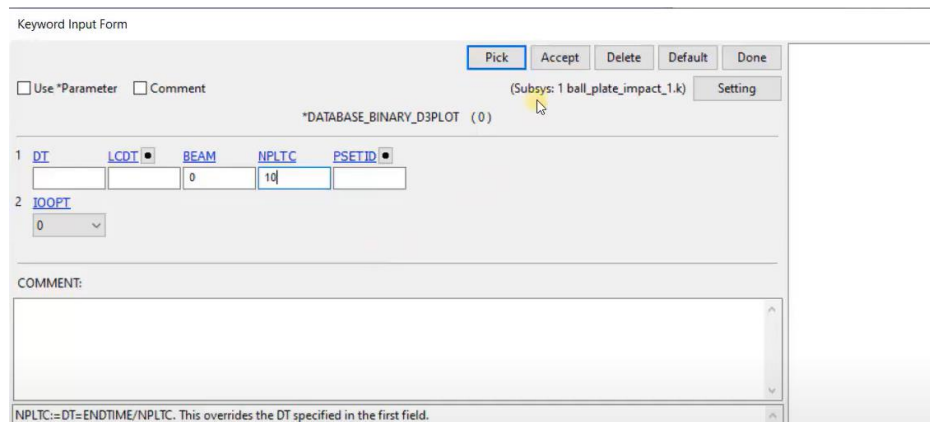 Keyword Input Form
Pick Accept Delete Default Done
Use *Parameter Comment (Subsys: 1 ball_plate_impact_1.k) Setting
*DATABASE_BINARY_D3PLOT (0)
1 DT LCDT BEAM NPLTC PSETID
0 10
2 IOOPT
0
COMMENT:
NPLTC:=DT=ENDTIME/NPLTC. This overrides the DT specified in the first field.